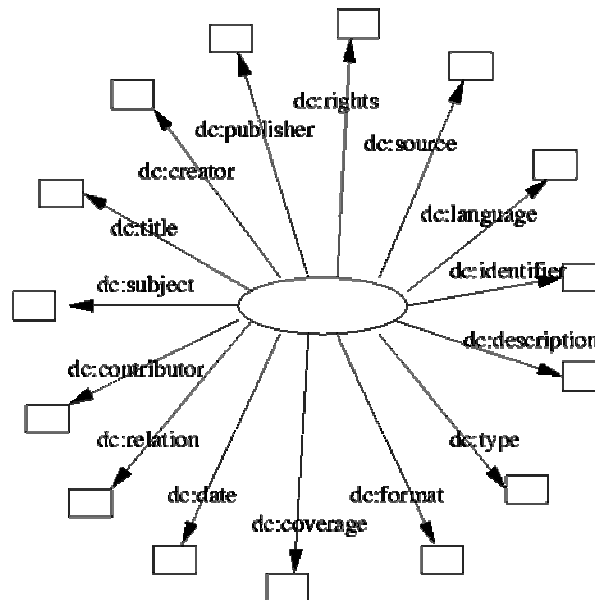 dc:rights
dc:publisher
dc:source
dc:creator
dc:language
dc:title
dc:identifier
dc:subject
dc:description
dc:contributor
dc:relation
dc:type
dc:date
dc:format
dc:coverage